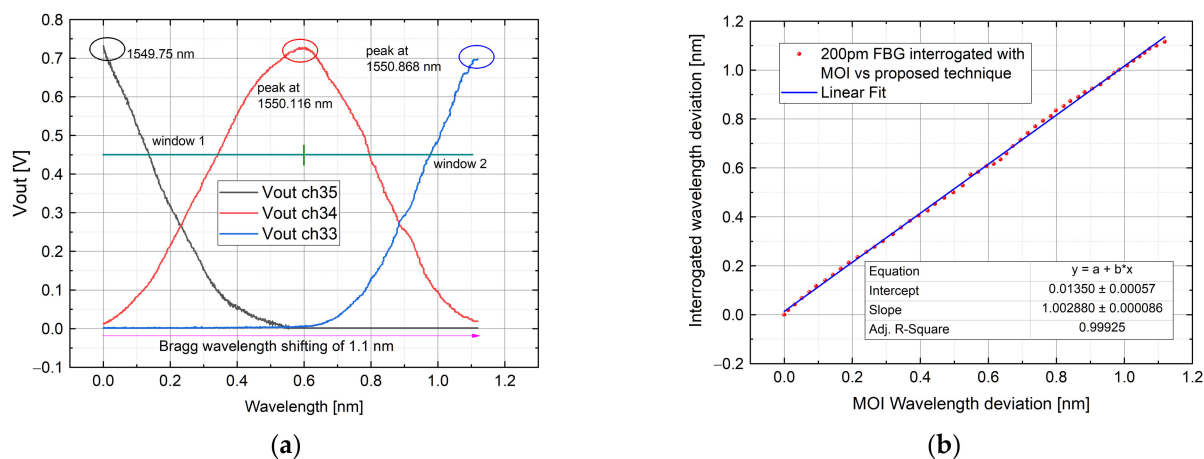 0.8
0.7
0.6
0.5
0.4
0.3
0.2
0.1
0.0
−0.1
Vout [V]
1549.75 nm
peak at
1550.116 nm
peak at
1550.868 nm
window 1
window 2
Vout ch35
Vout ch34
Vout ch33
Bragg wavelength shifting of 1.1 nm
0.0 0.2 0.4 0.6 0.8 1.0 1.2
Wavelength [nm]
(a)
1.2
1.0
0.8
0.6
0.4
0.2
0.0
−0.2
Interrogated wavelength deviation [nm]
200pm FBG interrogated with
MOI vs proposed technique
Linear Fit
Equation y = a + b*x
Intercept 0.01350 ± 0.00057
Slope 1.002880 ± 0.000086
Adj. R-Square 0.99925
0.0 0.2 0.4 0.6 0.8 1.0 1.2
MOI Wavelength deviation [nm]
(b)